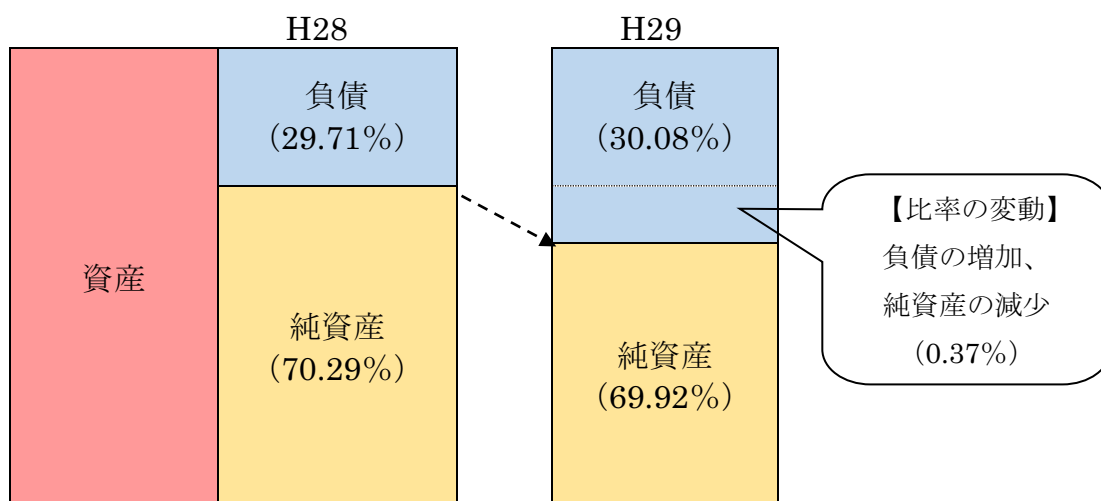 H28
H29
資産
負債
(29.71%)
純資産
(70.29%)
負債
(30.08%)
純資産
(69.92%)
【比率の変動】
負債の増加、
純資産の減少
(0.37%)